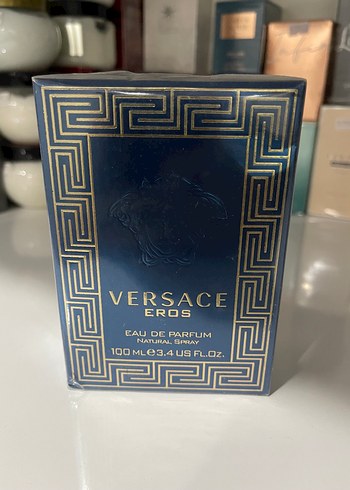 VERSACE
EROS
EAU DE PARFUM
NATURAL SPRAY
100 ML ℮ 3.4 US FL.OZ.